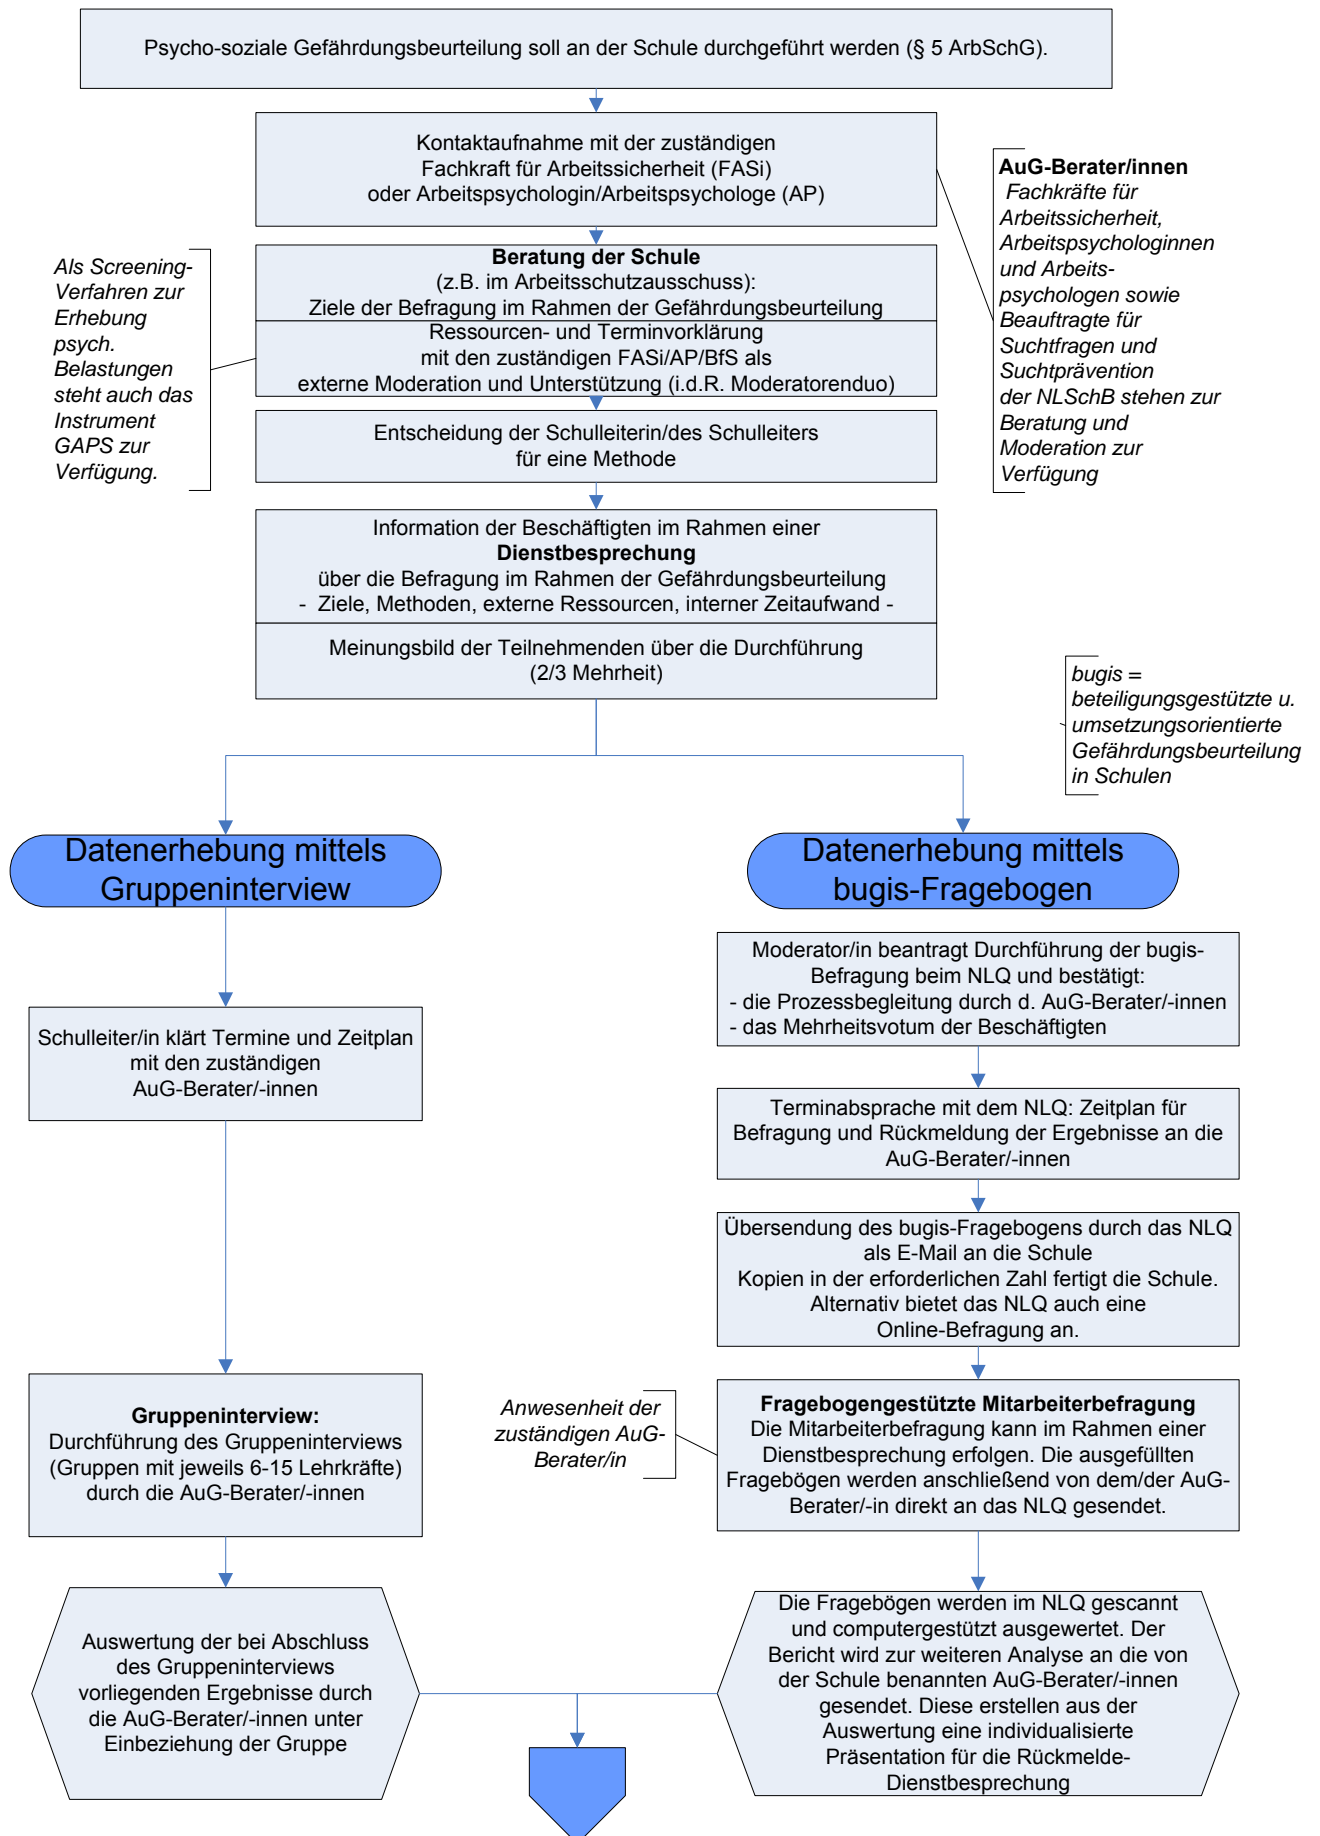 Psycho-soziale Gefährdungsbeurteilung soll an der Schule durchgeführt werden (§ 5 ArbSchG).
Kontaktaufnahme mit der zuständigen
Fachkraft für Arbeitssicherheit (FASi)
oder Arbeitspsychologin/Arbeitspsychologe (AP)
AuG-Berater/innen
Fachkräfte für
Arbeitssicherheit,
Arbeitspsychologinnen
und Arbeits-
psychologen sowie
Beauftragte für
Suchtfragen und
Suchtprävention
der NLSchB stehen zur
Beratung und
Moderation zur
Verfügung
Beratung der Schule
(z.B. im Arbeitsschutzausschuss):
Ziele der Befragung im Rahmen der Gefährdungsbeurteilung
Ressourcen- und Terminvorklärung
mit den zuständigen FASi/AP/BfS als
externe Moderation und Unterstützung (i.d.R. Moderatorenduo)
Als Screening-
Verfahren zur
Erhebung
psych.
Belastungen
steht auch das
Instrument
GAPS zur
Verfügung.
Entscheidung der Schulleiterin/des Schulleiters
für eine Methode
Information der Beschäftigten im Rahmen einer
Dienstbesprechung
über die Befragung im Rahmen der Gefährdungsbeurteilung
- Ziele, Methoden, externe Ressourcen, interner Zeitaufwand -
Meinungsbild der Teilnehmenden über die Durchführung
(2/3 Mehrheit)
bugis =
beteiligungsgestützte u.
umsetzungsorientierte
Gefährdungsbeurteilung
in Schulen
Datenerhebung mittels
Gruppeninterview
Schulleiter/in klärt Termine und Zeitplan
mit den zuständigen
AuG-Berater/-innen
Gruppeninterview:
Durchführung des Gruppeninterviews
(Gruppen mit jeweils 6-15 Lehrkräfte)
durch die AuG-Berater/-innen
Auswertung der bei Abschluss
des Gruppeninterviews
vorliegenden Ergebnisse durch
die AuG-Berater/-innen unter
Einbeziehung der Gruppe
Datenerhebung mittels
bugis-Fragebogen
Moderator/in beantragt Durchführung der bugis-
Befragung beim NLQ und bestätigt:
- die Prozessbegleitung durch d. AuG-Berater/-innen
- das Mehrheitsvotum der Beschäftigten
Terminabsprache mit dem NLQ: Zeitplan für
Befragung und Rückmeldung der Ergebnisse an die
AuG-Berater/-innen
Übersendung des bugis-Fragebogens durch das NLQ
als E-Mail an die Schule
Kopien in der erforderlichen Zahl fertigt die Schule.
Alternativ bietet das NLQ auch eine
Online-Befragung an.
Anwesenheit der
zuständigen AuG-
Berater/in
Fragebogengestützte Mitarbeiterbefragung
Die Mitarbeiterbefragung kann im Rahmen einer
Dienstbesprechung erfolgen. Die ausgefüllten
Fragebögen werden anschließend von dem/der AuG-
Berater/-in direkt an das NLQ gesendet.
Die Fragebögen werden im NLQ gescannt
und computergestützt ausgewertet. Der
Bericht wird zur weiteren Analyse an die von
der Schule benannten AuG-Berater/-innen
gesendet. Diese erstellen aus der
Auswertung eine individualisierte
Präsentation für die Rückmelde-
Dienstbesprechung